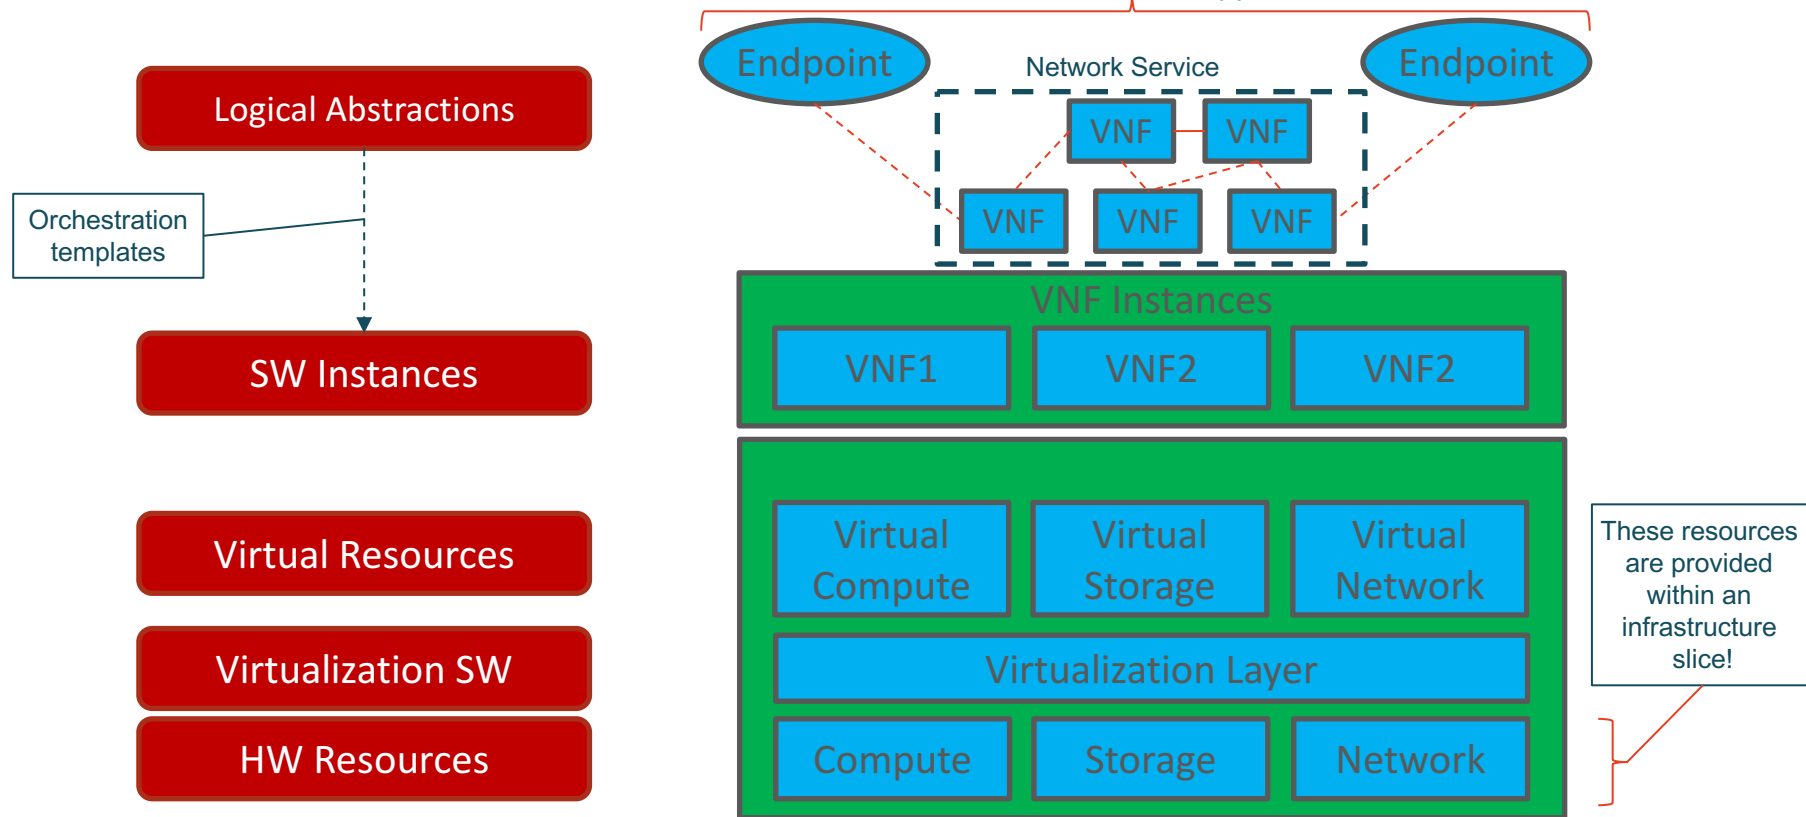 Endpoint
Endpoint
Network Service
Logical Abstractions
VNF
VNF
Orchestration
templates
VNF
VNF
VNF
VNF Instances
SW Instances
VNF1
VNF2
VNF2
Virtual Resources
Virtual
Compute
Virtual
Storage
Virtual
Network
These resources
are provided
within an
infrastructure
slice!
Virtualization SW
Virtualization Layer
HW Resources
Compute
Storage
Network